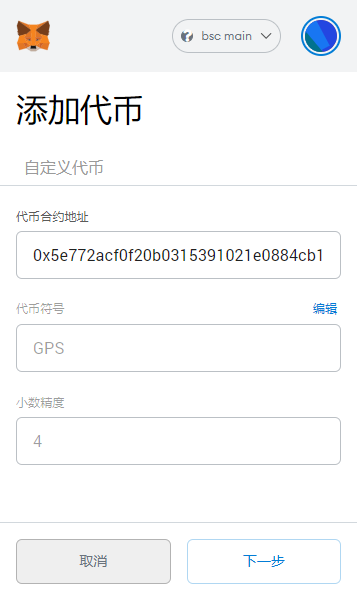 bsc main
添加代币
自定义代币
代币合约地址
0x5e772acf0f20b0315391021e0884cb1
代币符号
编辑
GPS
小数精度
4
取消
下一步